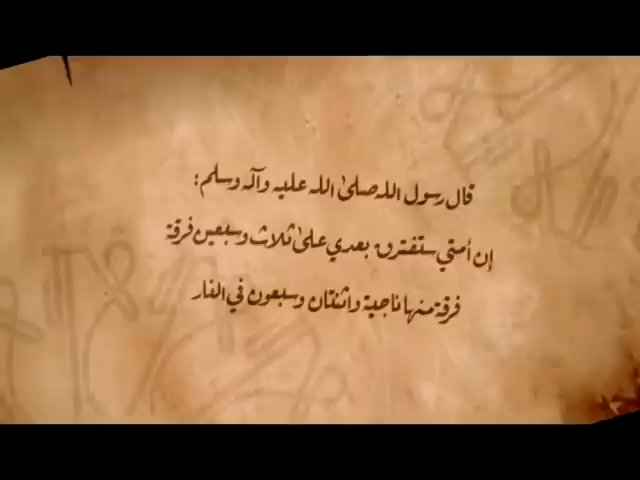 قال رسول الله صلى الله عليه وآله وسلم:
إن أمتي ستفترق بعدي على ثلاث وسبعين فرقة
فرقة منها ناجية واثنتان وسبعون في النار